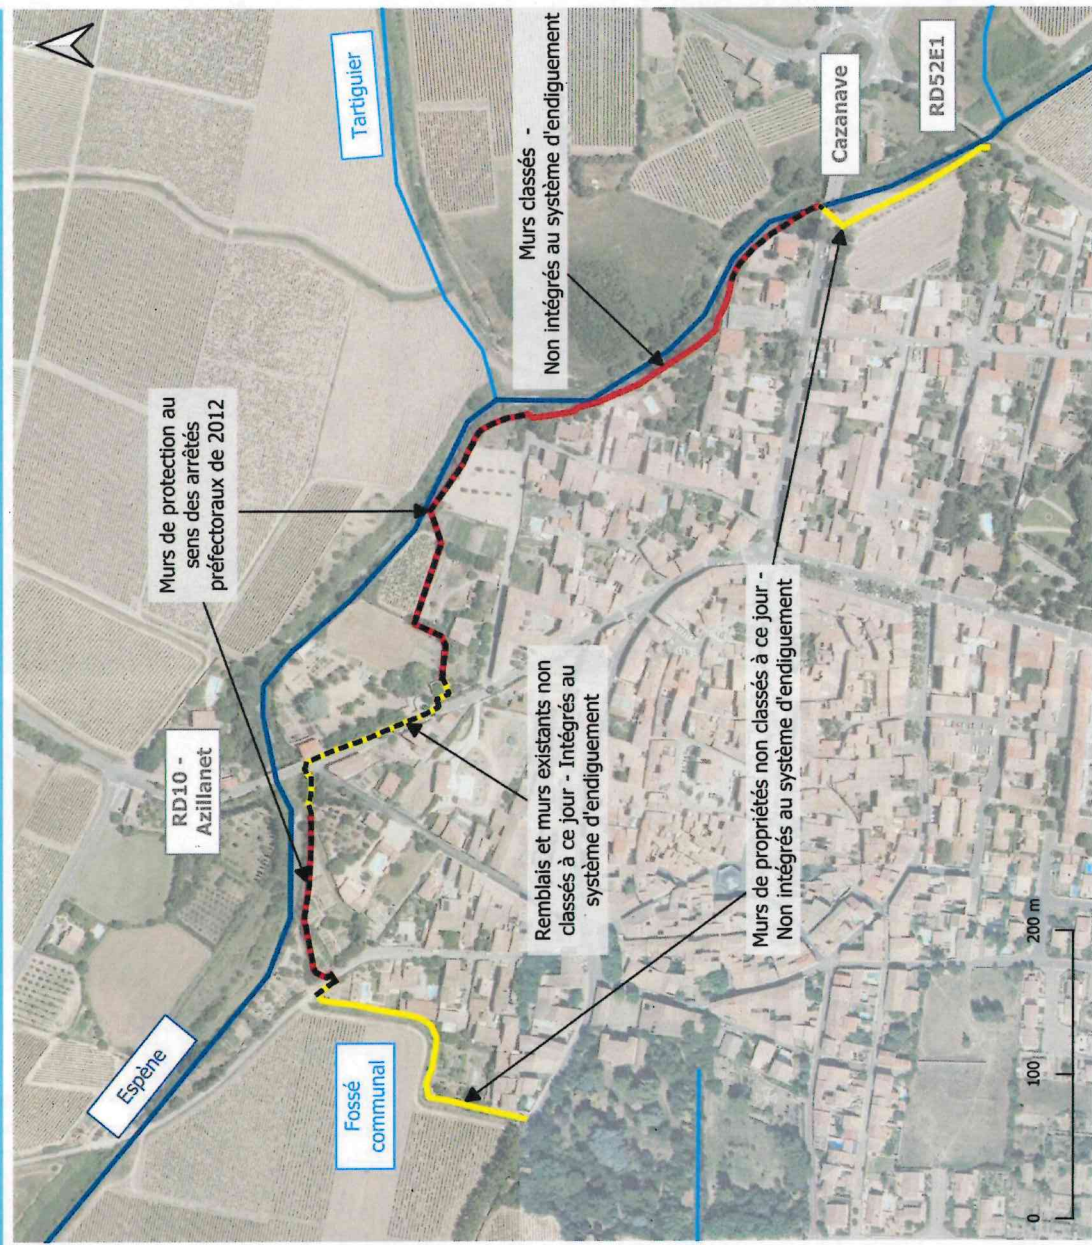 Espène
Fossé
communal
RD10 -
Azillanet
Murs de protection au
sens des arrêtés
préfectoraux de 2012
Tartiguier
Murs classés -
Non intégrés au système d'endiguement
Cazanave
RD52E1
Remblais et murs existants non
classés à ce jour - Intégrés au
système d'endiguement
Murs de propriétés non classés à ce jour -
Non intégrés au système d'endiguement
0 100 200 m